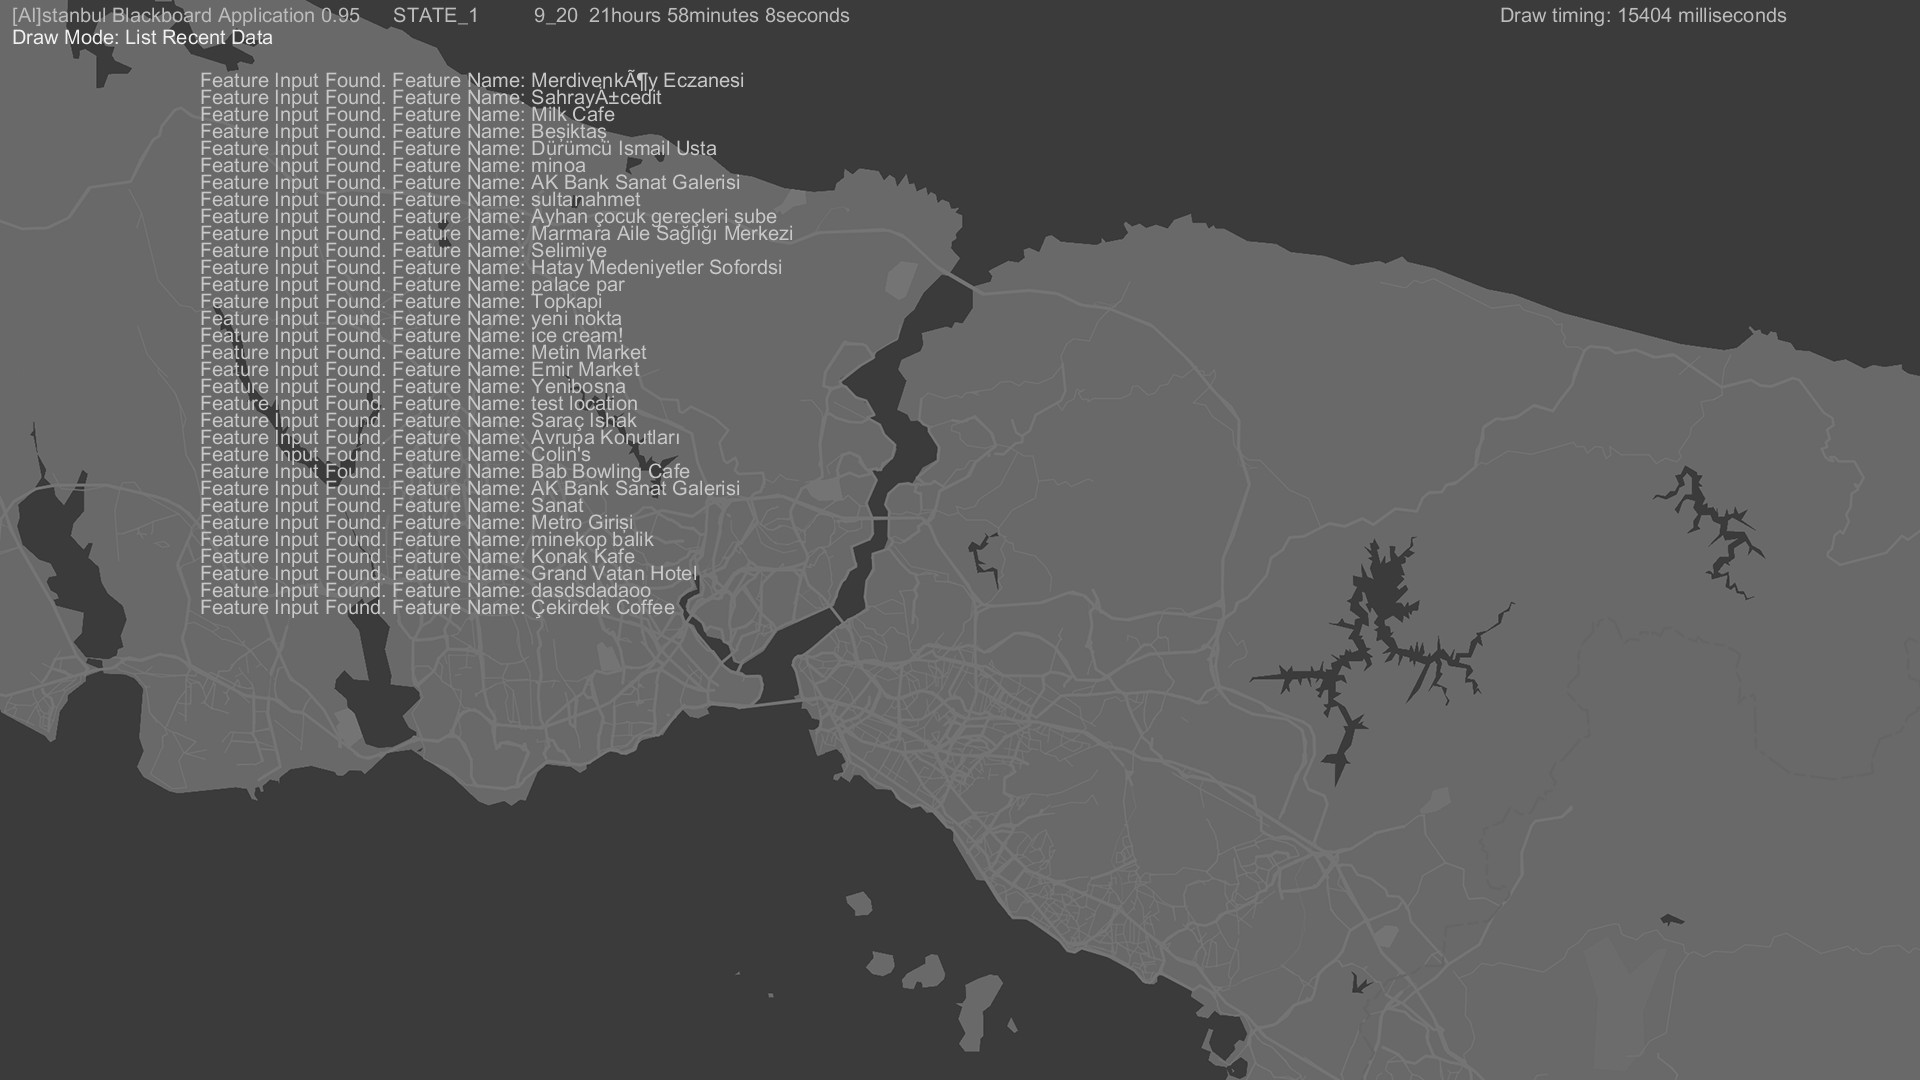 [AI]stanbul Blackboard Application 0.95 STATE_1 9_20 21hours 58minutes 8seconds Draw timing: 15404 milliseconds
Draw Mode: List Recent Data
Feature Input Found. Feature Name: MerdivenkÃ¶y Eczanesi
Feature Input Found. Feature Name: SahrayÄ±cedit
Feature Input Found. Feature Name: Milk Cafe
Feature Input Found. Feature Name: Beşiktaş
Feature Input Found. Feature Name: Dürümcü Ismail Usta
Feature Input Found. Feature Name: minoa
Feature Input Found. Feature Name: AK Bank Sanat Galerisi
Feature Input Found. Feature Name: sultanahmet
Feature Input Found. Feature Name: Ayhan çocuk gereçleri sube
Feature Input Found. Feature Name: Marmara Aile Sağlığı Merkezi
Feature Input Found. Feature Name: Selimiye
Feature Input Found. Feature Name: Hatay Medeniyetler Sofordsi
Feature Input Found. Feature Name: palace par
Feature Input Found. Feature Name: Topkapi
Feature Input Found. Feature Name: yeni nokta
Feature Input Found. Feature Name: ice cream!
Feature Input Found. Feature Name: Metin Market
Feature Input Found. Feature Name: Emir Market
Feature Input Found. Feature Name: Yenibosna
Feature Input Found. Feature Name: test location
Feature Input Found. Feature Name: Saraç Ishak
Feature Input Found. Feature Name: Avrupa Konutları
Feature Input Found. Feature Name: Colin's
Feature Input Found. Feature Name: Bab Bowling Cafe
Feature Input Found. Feature Name: AK Bank Sanat Galerisi
Feature Input Found. Feature Name: Sanat
Feature Input Found. Feature Name: Metro Girişi
Feature Input Found. Feature Name: minekop balik
Feature Input Found. Feature Name: Konak Kafe
Feature Input Found. Feature Name: Grand Vatan Hotel
Feature Input Found. Feature Name: dasdsdadaoo
Feature Input Found. Feature Name: Çekirdek Coffee